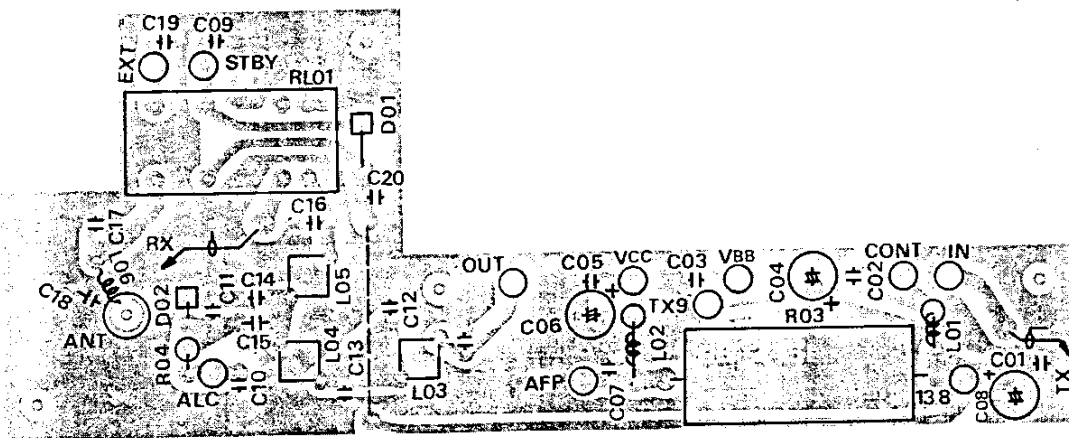 C19 C09
EXT
STBY
RL01
D01
C20
C17
RX
C16
L06
C18
ANT
D02
C11
C14
L05
C15
R04
ALC
C10
L04
C13
C12
L03
OUT
C05
VCC
C03
VBB
C04
C02
CONT
IN
C06
TX9
L02
R03
L01
AFP
C07
138
C08
C01
TX